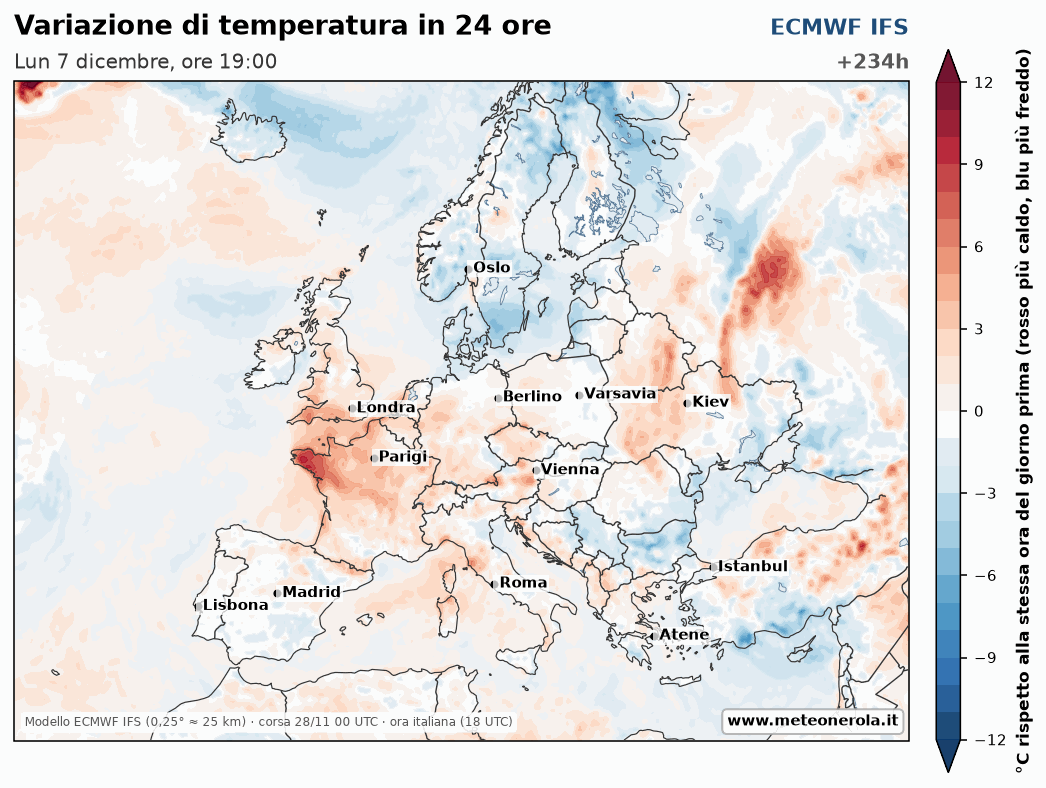 Variazione di temperatura in 24 ore
ECMWF IFS
Lun 7 dicembre, ore 19:00
+234h
12
9
6
3
0
−3
−6
−9
−12
°C rispetto alla stessa ora del giorno prima (rosso più caldo, blu più freddo)
Oslo
Berlino
Varsavia
Kiev
Londra
Parigi
Vienna
Istanbul
Roma
Madrid
Lisbona
Atene
Modello ECMWF IFS (0,25° ≈ 25 km) · corsa 28/11 00 UTC · ora italiana (18 UTC)
www.meteonerola.it